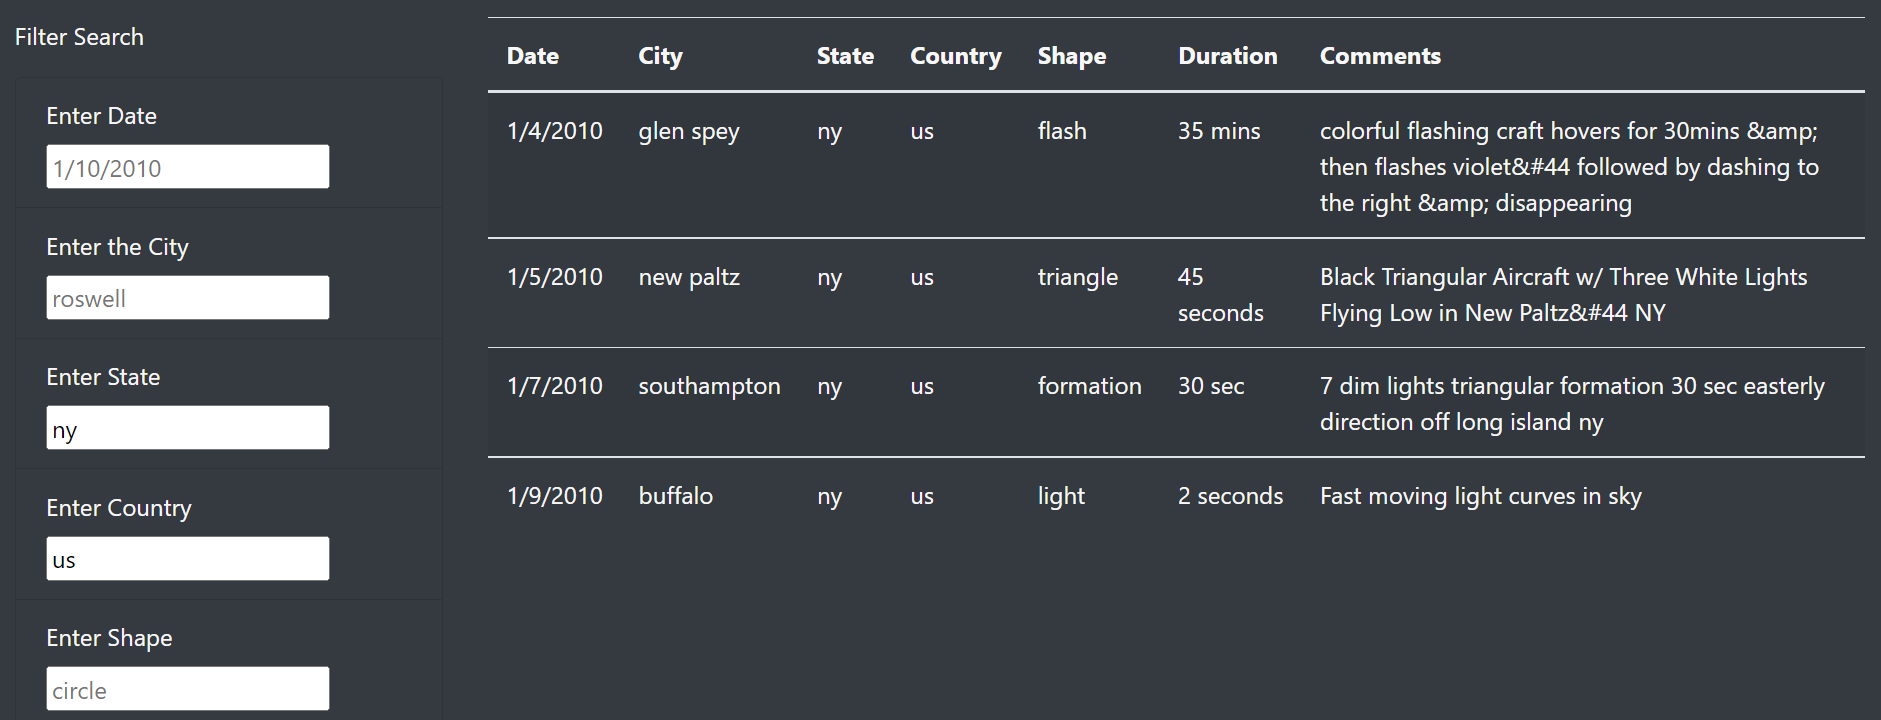 Filter Search
Enter Date
1/10/2010
Enter the City
roswell
Enter State
ny
Enter Country
us
Enter Shape
circle
Date City State Country Shape Duration Comments
1/4/2010 glen spey ny us flash 35 mins colorful flashing craft hovers for 30mins &amp;
then flashes violet&#44 followed by dashing to
the right &amp; disappearing
1/5/2010 new paltz ny us triangle 45 Black Triangular Aircraft w/ Three White Lights
seconds Flying Low in New Paltz&#44 NY
1/7/2010 southampton ny us formation 30 sec 7 dim lights triangular formation 30 sec easterly
direction off long island ny
1/9/2010 buffalo ny us light 2 seconds Fast moving light curves in sky